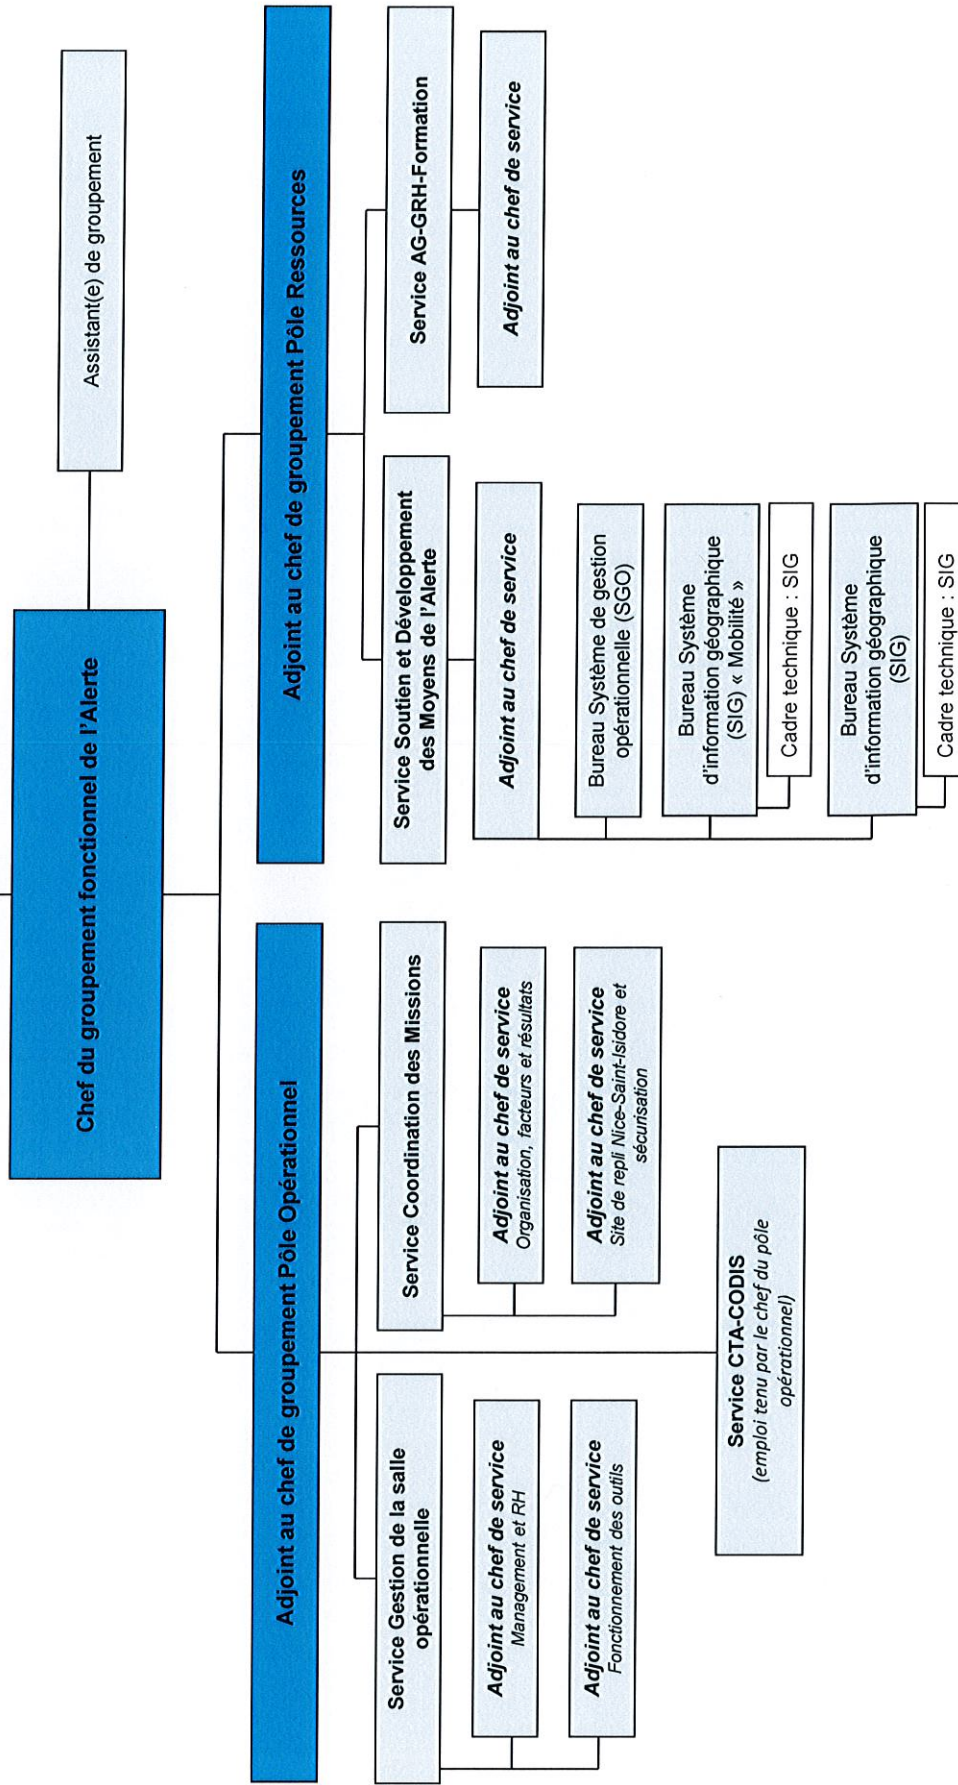 Chef du groupement fonctionnel de l'Alerte
Assistant(e) de groupement
Adjoint au chef de groupement Pôle Opérationnel
Service Gestion de la salle
opérationnelle
Adjoint au chef de service
Management et RH
Adjoint au chef de service
Fonctionnement des outils
Service Coordination des Missions
Adjoint au chef de service
Organisation, facteurs et résultats
Adjoint au chef de service
Site de repli Nice-Saint-Isidore et
sécurisation
Service CTA-CODIS
(emploi tenu par le chef du pôle
opérationnel)
Adjoint au chef de groupement Pôle Ressources
Service Soutien et Développement
des Moyens de l'Alerte
Adjoint au chef de service
Bureau Système de gestion
opérationnelle (SGO)
Bureau Système
d'information géographique
(SIG) « Mobilité »
Cadre technique : SIG
Bureau Système
d'information géographique
(SIG)
Cadre technique : SIG
Service AG-GRH-Formation
Adjoint au chef de service